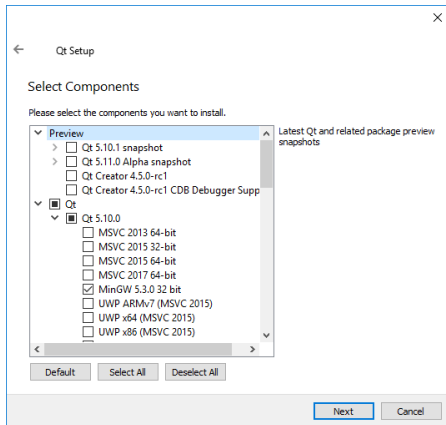 Qt Setup
Select Components
Please select the components you want to install.
Preview
Qt 5.10.1 snapshot
Qt 5.11.0 Alpha snapshot
Qt Creator 4.5.0-rc1
Qt Creator 4.5.0-rc1 CDB Debugger Supp
Qt
Qt 5.10.0
MSVC 2013 64-bit
MSVC 2015 32-bit
MSVC 2015 64-bit
MSVC 2017 64-bit
MinGW 5.3.0 32 bit
UWP ARMv7 (MSVC 2015)
UWP x64 (MSVC 2015)
UWP x86 (MSVC 2015)
Latest Qt and related package preview
snapshots
Default
Select All
Deselect All
Next
Cancel